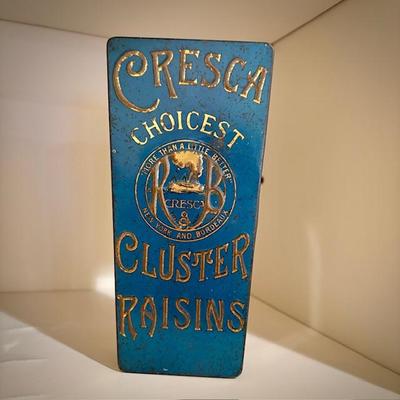 CRESCA
CHOICEST
"MORE THAN A LITTLE BETTER"
R B
CRESCA
&
NEW YORK AND BORDEAUX
CLUSTER
RAISINS